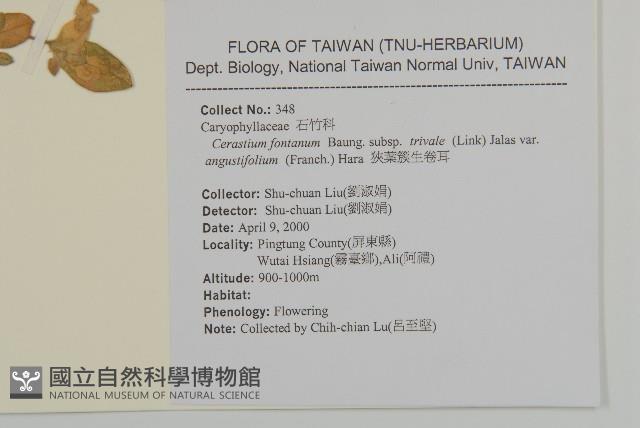 FLORA OF TAIWAN (TNU-HERBARIUM)
Dept. Biology, National Taiwan Normal Univ, TAIWAN
Collect No.: 348
Caryophyllaceae 石竹科
Cerastium fontanum Baung. subsp. trivale (Link) Jalas var.
angustifolium (Franch.) Hara 狹葉簇生卷耳
Collector: Shu-chuan Liu(劉淑娟)
Detector: Shu-chuan Liu(劉淑娟)
Date: April 9, 2000
Locality: Pingtung County(屏東縣)
Wutai Hsiang(霧臺鄉),Ali(阿禮)
Altitude: 900-1000m
Habitat:
Phenology: Flowering
Note: Collected by Chih-chian Lu(呂至堅)
國立自然科學博物館
NATIONAL MUSEUM OF NATURAL SCIENCE